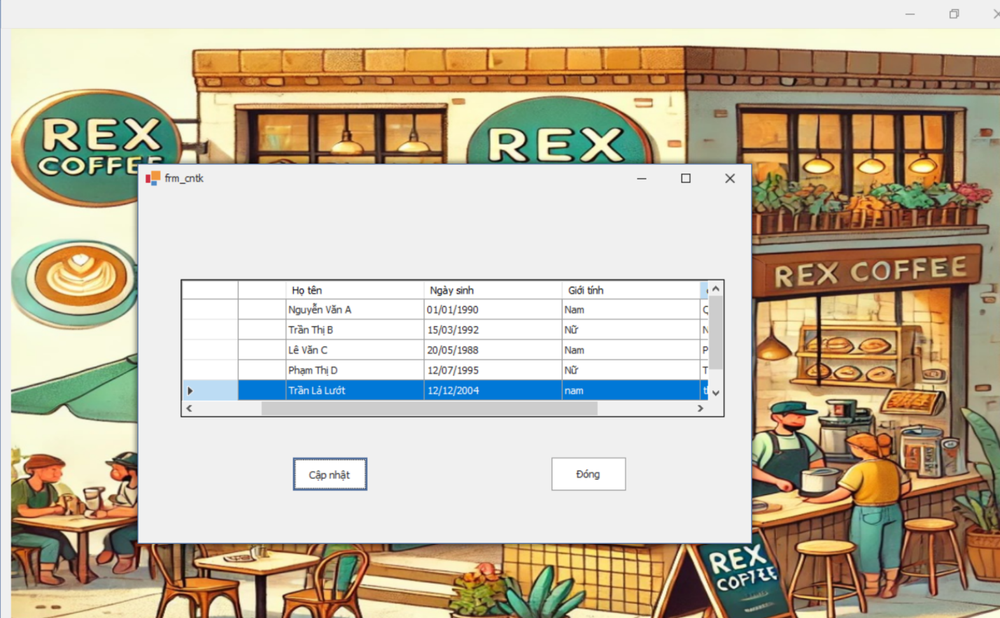 REX
COFFEE
REX
REX COFFEE
frm_cntk
Họ tên Ngày sinh Giới tính
Nguyễn Văn A 01/01/1990 Nam
Trần Thị B 15/03/1992 Nữ
Lê Văn C 20/05/1988 Nam
Phạm Thị D 12/07/1995 Nữ
Trần Lả Lướt 12/12/2004 nam
Cập nhật Đóng
REX
COFFEE